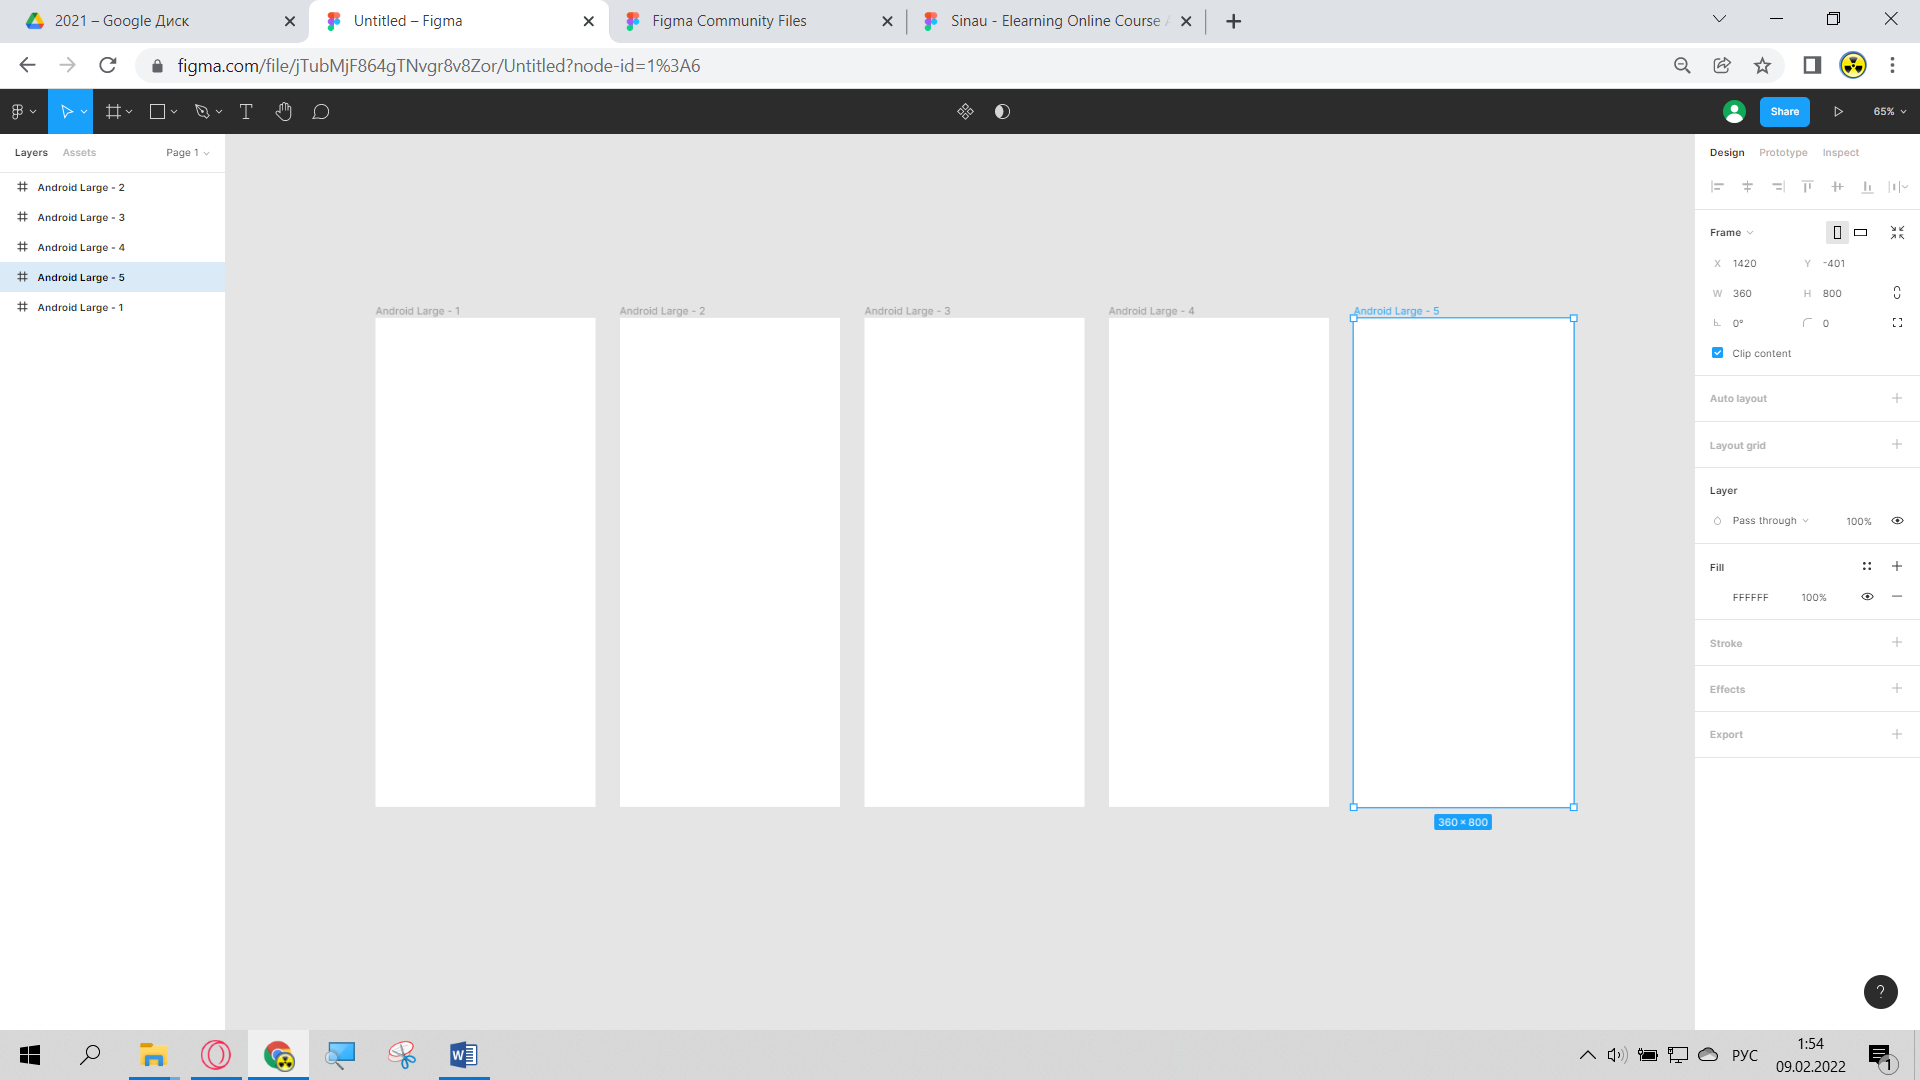 2021 – Google Диск
Untitled – Figma
Figma Community Files
Sinau - Elearning Online Course
figma.com/file/jTubMjF864gTNvgr8v8Zor/Untitled?node-id=1%3A6
Share
65%
Layers
Assets
Page 1
Android Large - 2
Android Large - 3
Android Large - 4
Android Large - 5
Android Large - 1
Android Large - 1
Android Large - 2
Android Large - 3
Android Large - 4
Android Large - 5
360 × 800
Design
Prototype
Inspect
Frame
X 1420
Y -401
W 360
H 800
0°
0
Clip content
Auto layout
Layout grid
Layer
Pass through
100%
Fill
FFFFFF
100%
Stroke
Effects
Export
?
РУС
1:54
09.02.2022
1